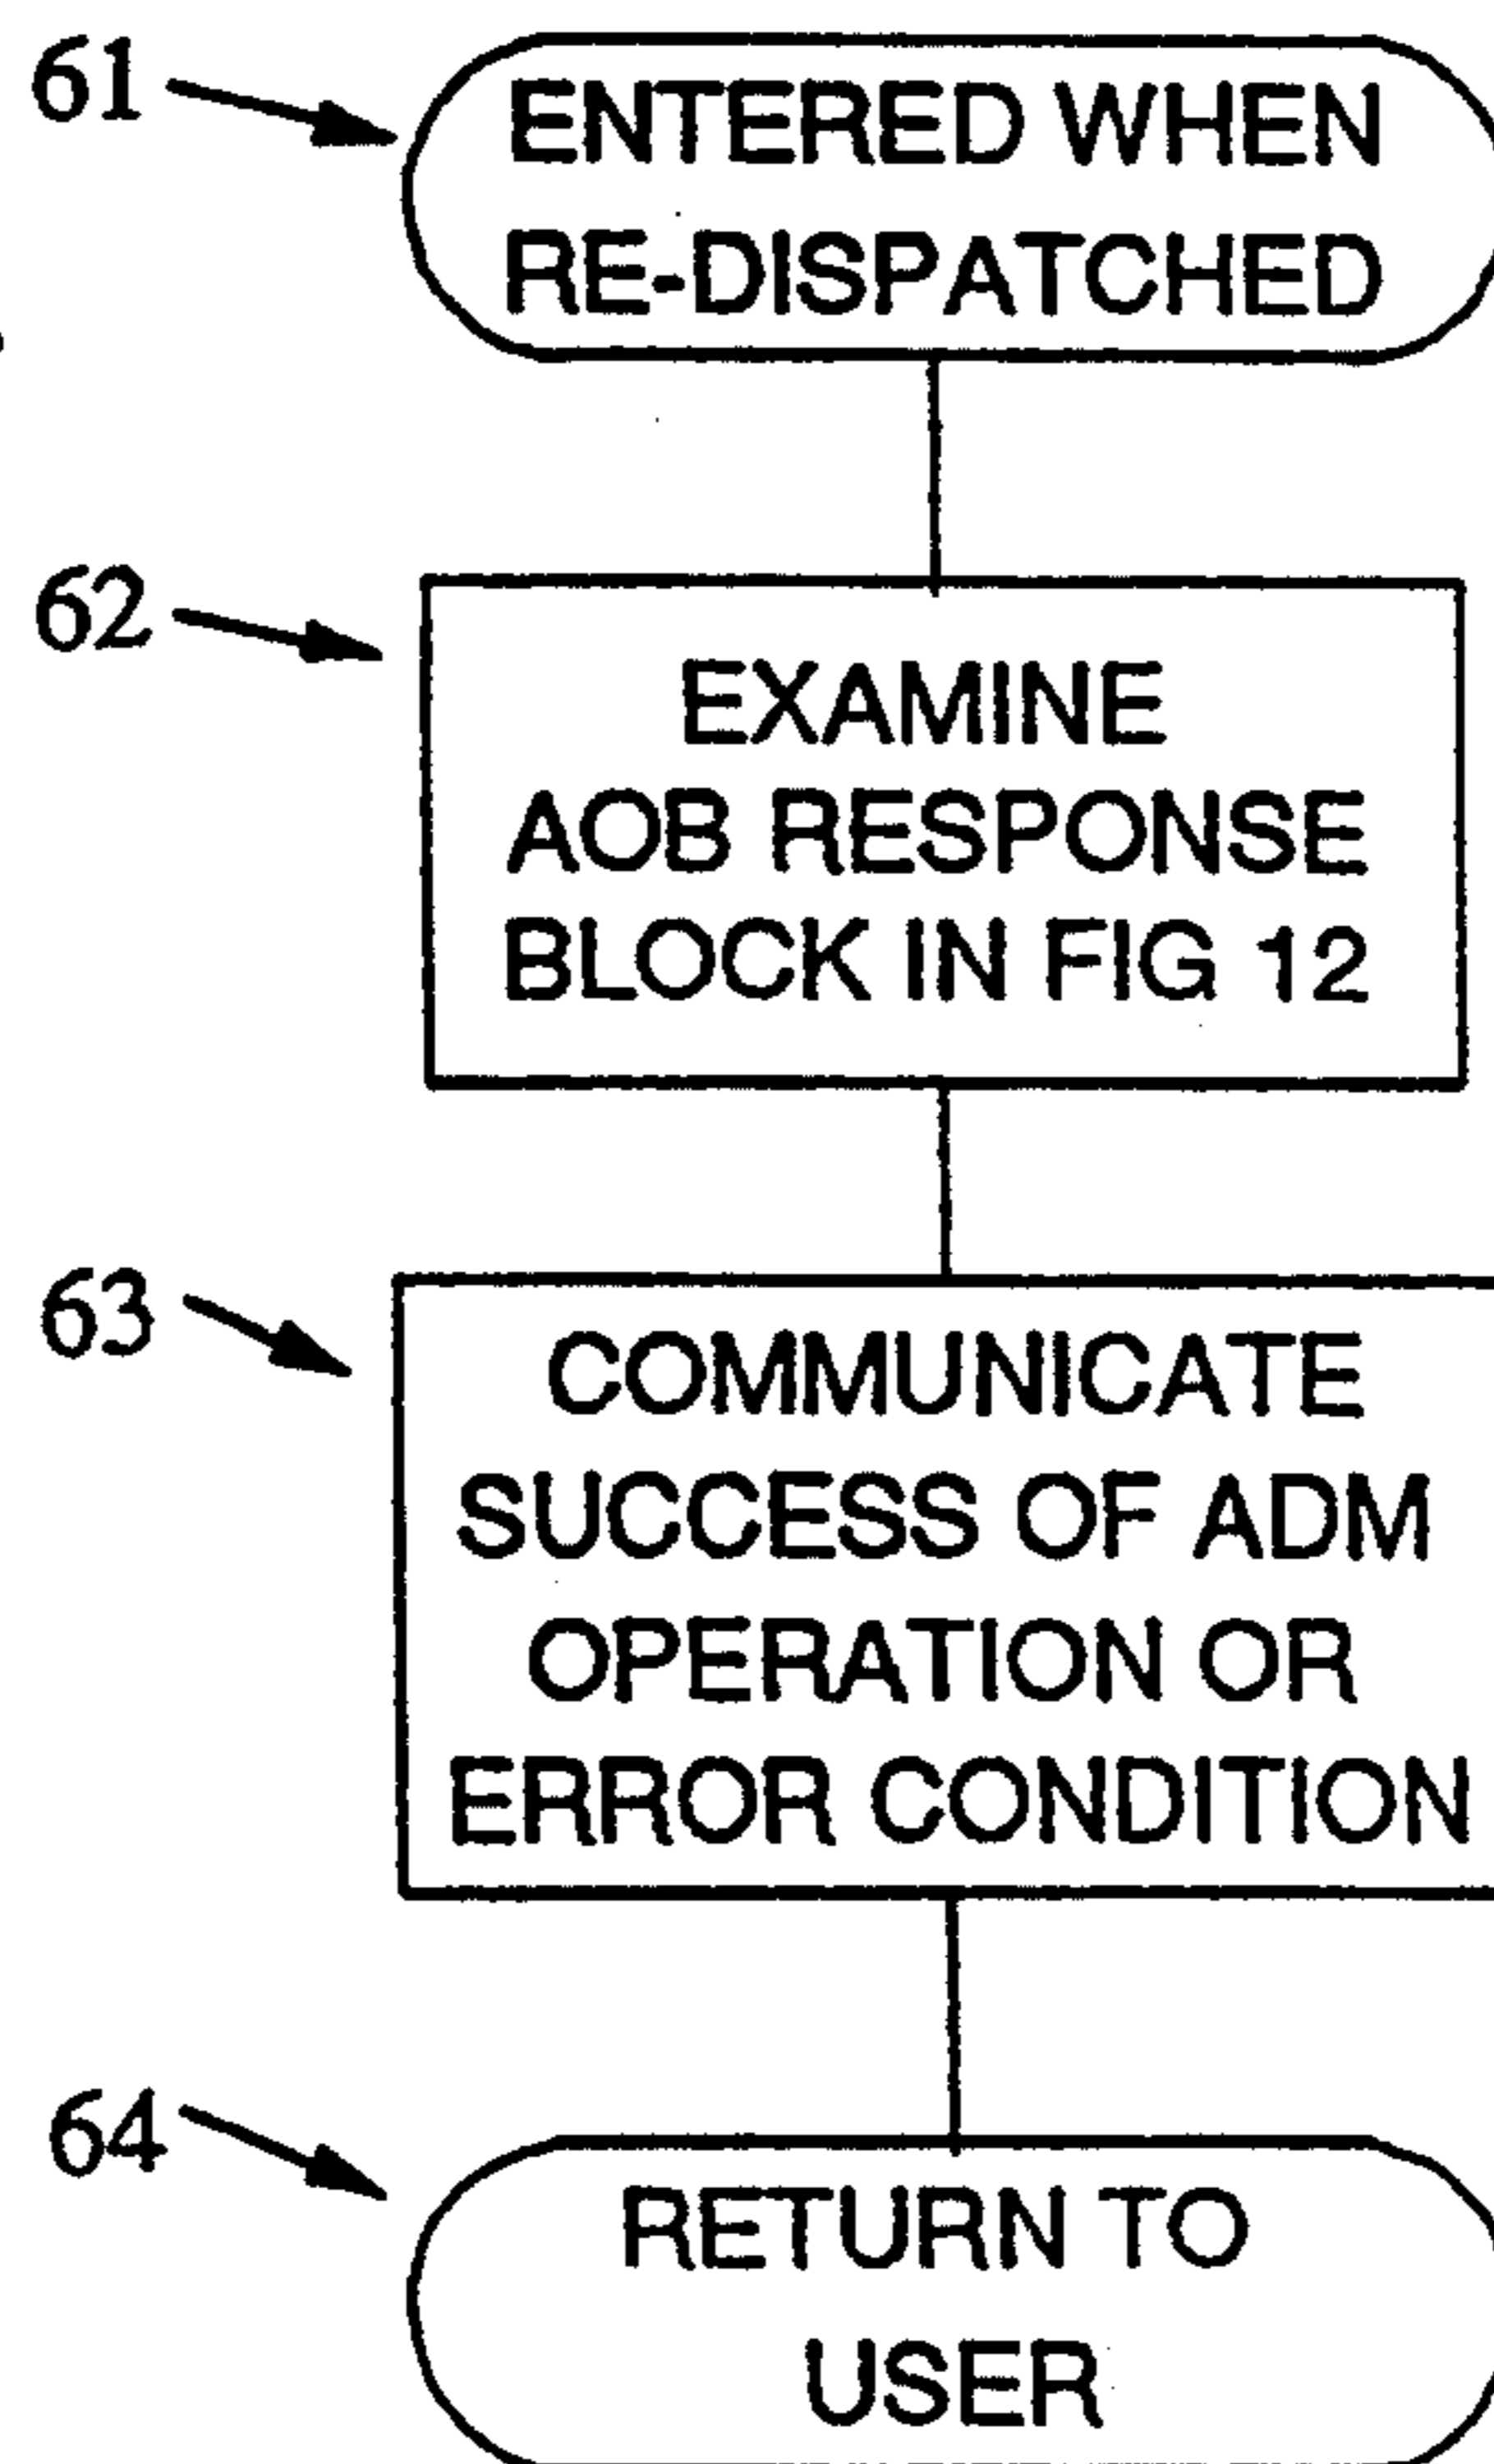 61
ENTERED WHEN
RE-DISPATCHED
62
EXAMINE
AOB RESPONSE
BLOCK IN FIG 12
63
COMMUNICATE
SUCCESS OF ADM
OPERATION OR
ERROR CONDITION
64
RETURN TO
USER